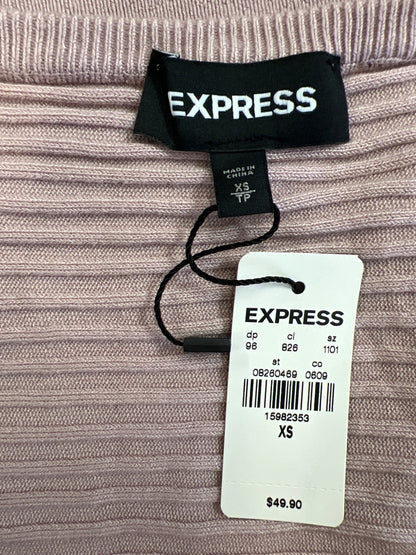 EXPRESS
MADE IN
CHINA
XS
TP
EXPRESS
dp cl sz
96 826 1101
st co
08260469 0609
15982353
XS
$49.90